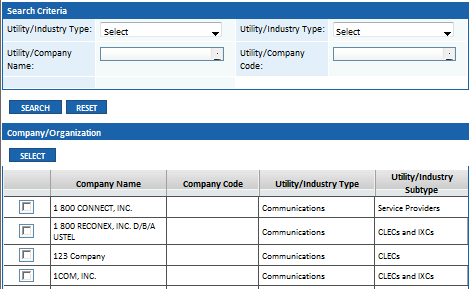 Search Criteria
Utility/Industry Type: Select Utility/Industry Type: Select
Utility/Company Name: Utility/Company Code:
SEARCH RESET
Company/Organization
SELECT
Company Name Company Code Utility/Industry Type Utility/Industry Subtype
1 800 CONNECT, INC. Communications Service Providers
1 800 RECONEX, INC. D/B/A USTEL Communications CLECs and IXCs
123 Company Communications CLECs
1COM, INC. Communications CLECs and IXCs